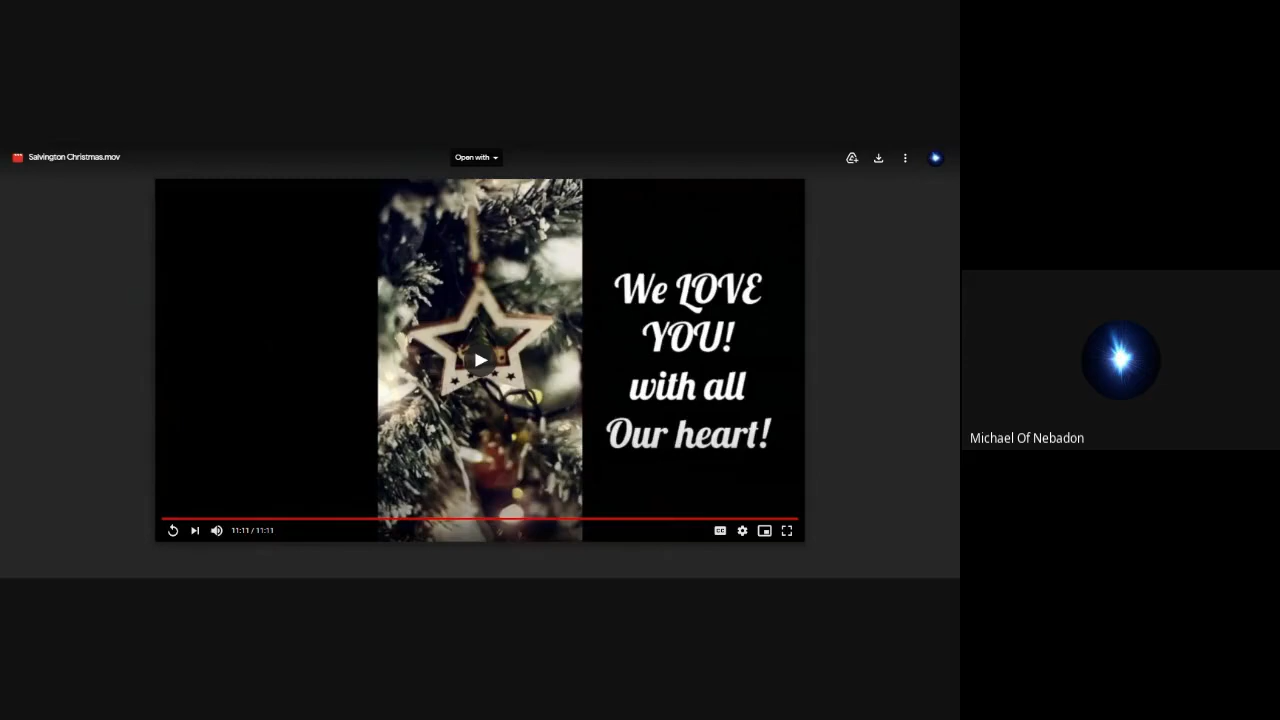 Salvington Christmas.mov
Open with
We LOVE
YOU!
with all
Our heart!
11:11 / 11:11
CC
Michael Of Nebadon